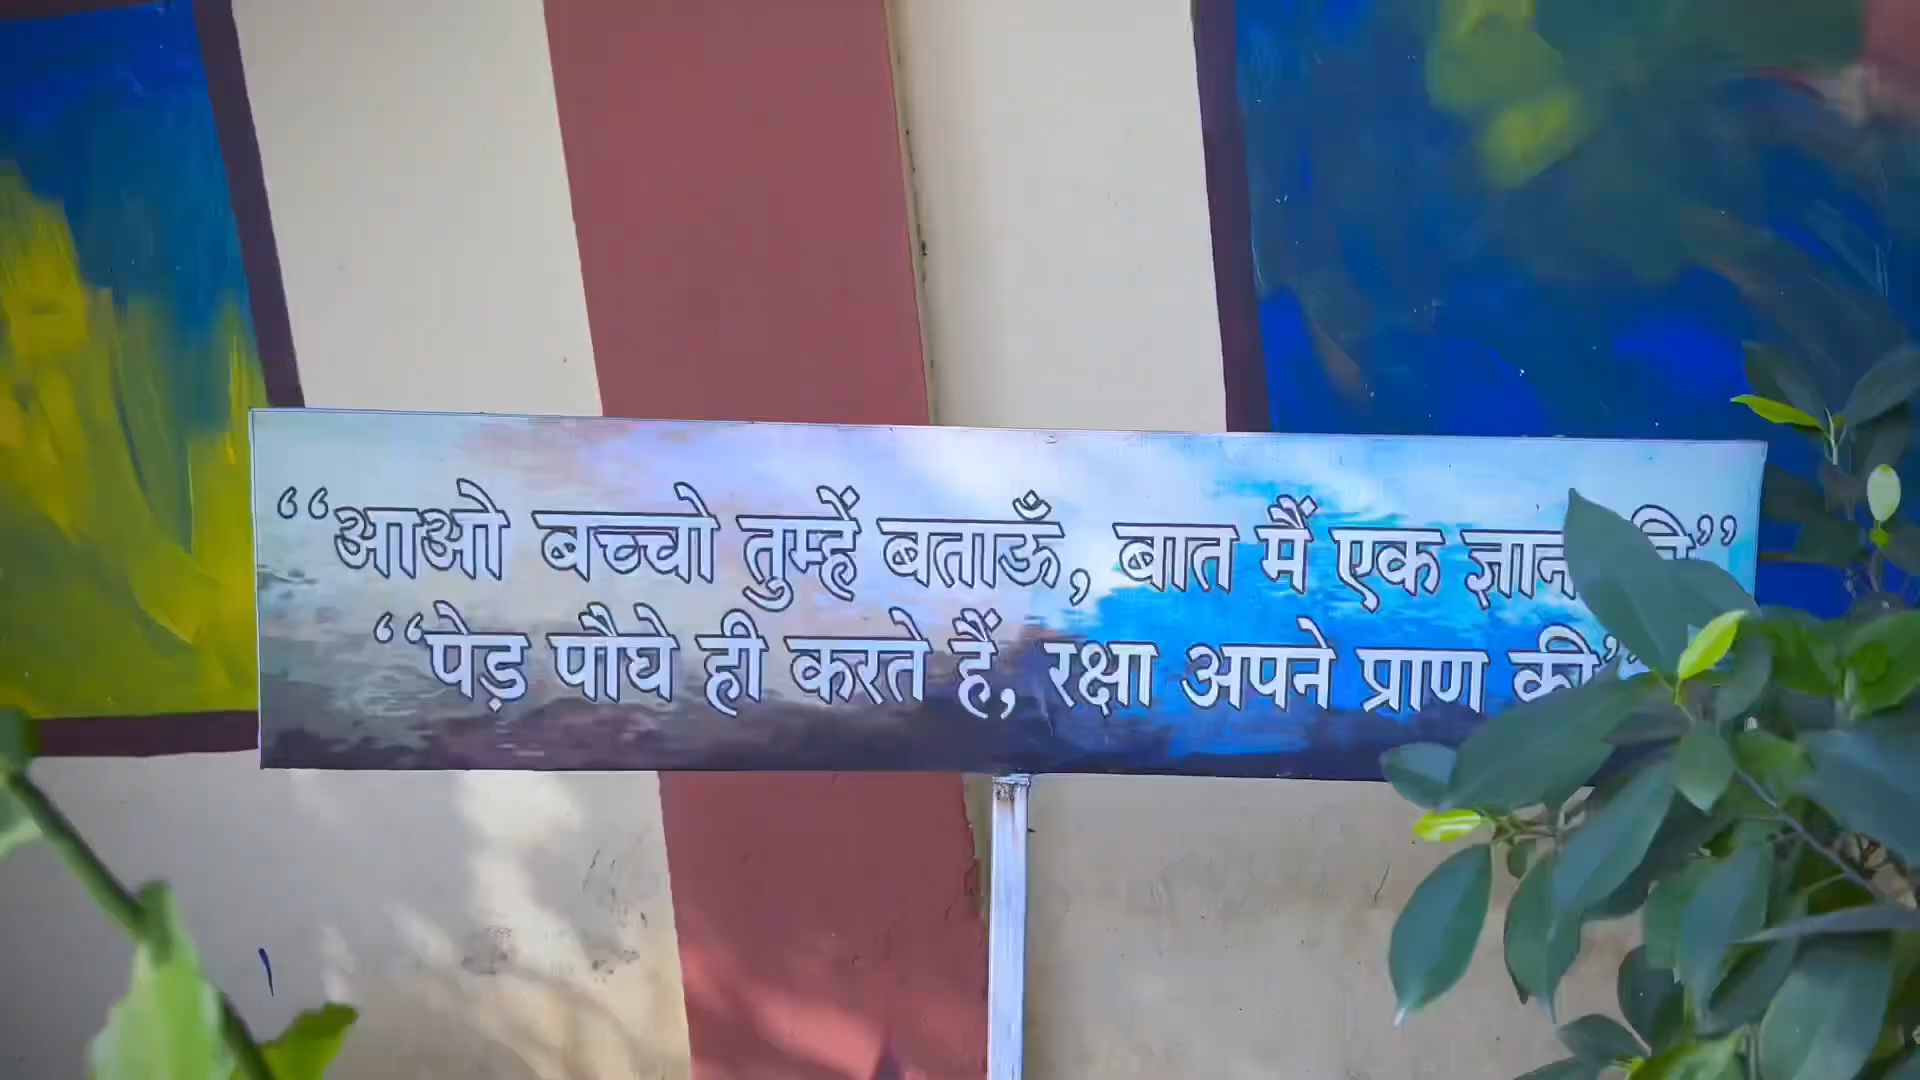 “आओ बच्चो तुम्हें बताऊँ, बात मैं एक ज्ञान”
“पेड़ पौघे ही करते हैं, रक्षा अपने प्राण की”